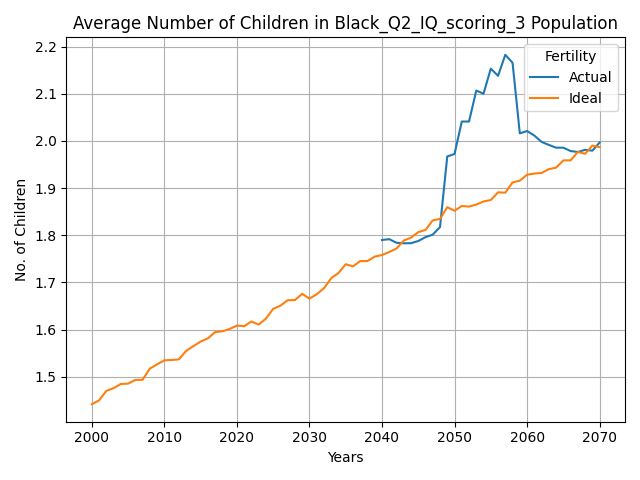 Average Number of Children in Black_Q2_IQ_scoring_3 Population
Fertility
Actual
Ideal
No. of Children
2.2
2.1
2.0
1.9
1.8
1.7
1.6
1.5
2000 2010 2020 2030 2040 2050 2060 2070
Years